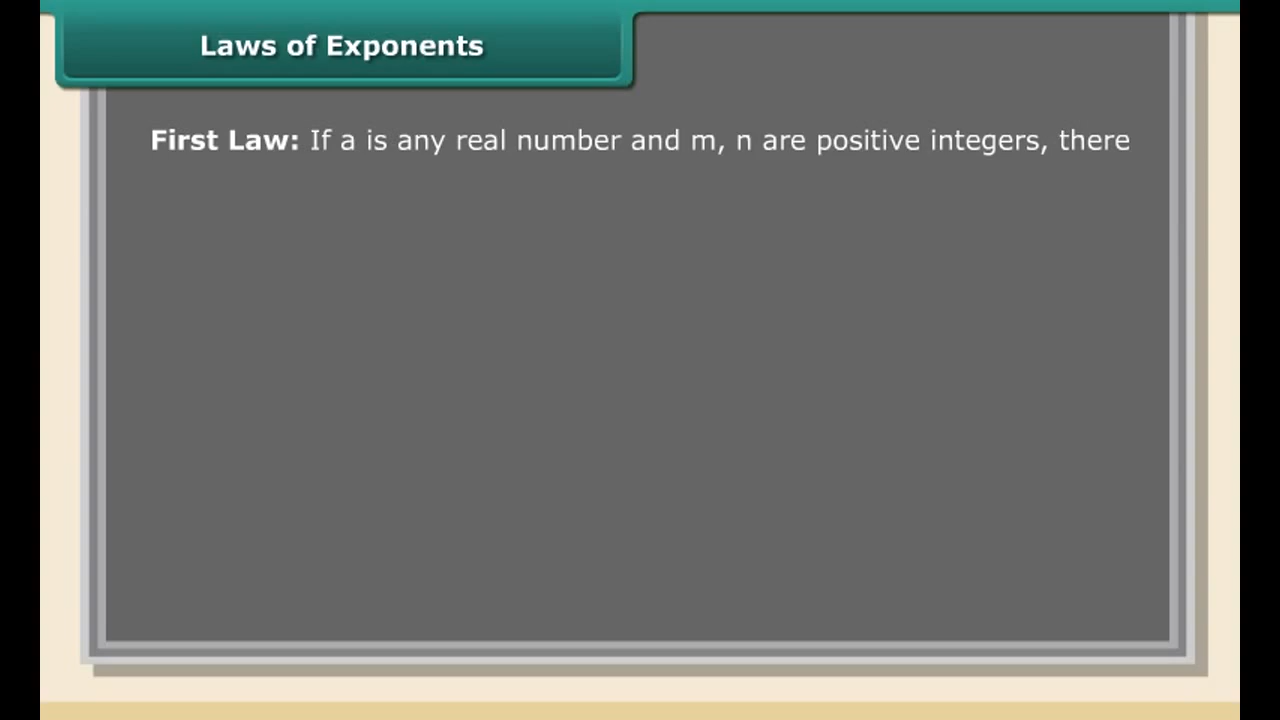 Laws of Exponents
First Law: If a is any real number and m, n are positive integers, there